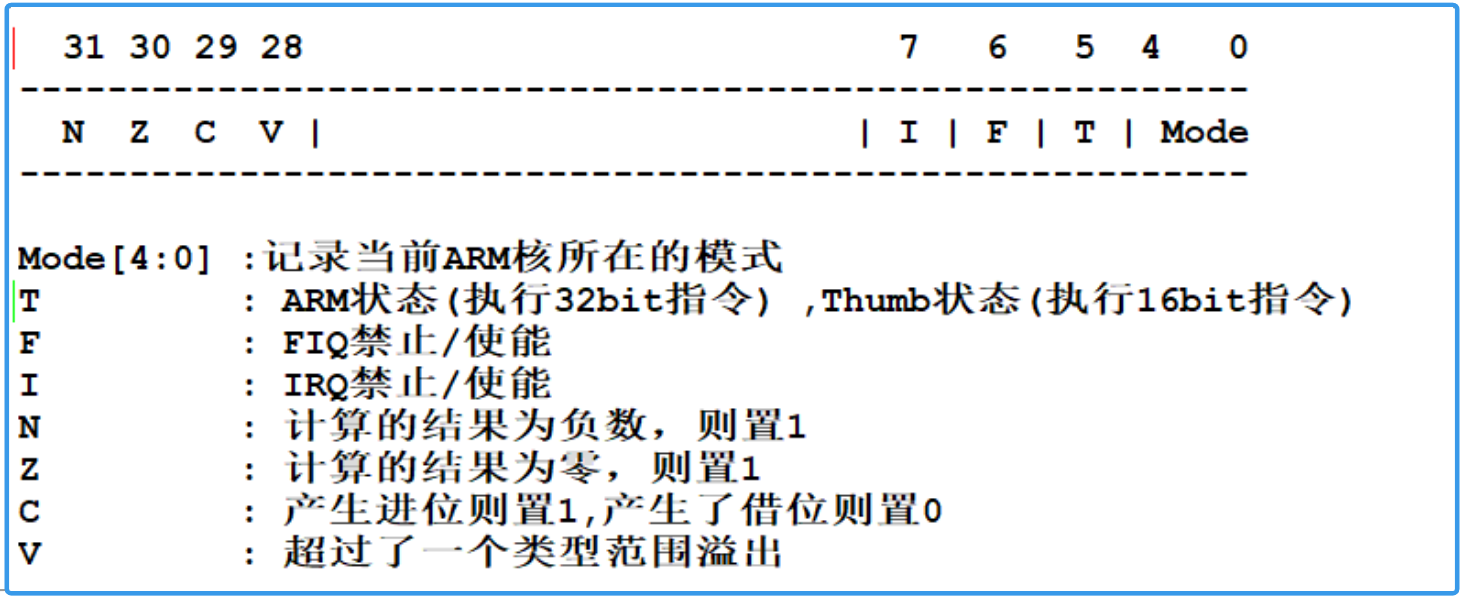 31 30 29 28 7 6 5 4 0
------------------------------------------------------------
N Z C V | | I | F | T | Mode
------------------------------------------------------------
Mode[4:0] :记录当前ARM核所在的模式
T : ARM状态(执行32bit指令) ,Thumb状态(执行16bit指令)
F : FIQ禁止/使能
I : IRQ禁止/使能
N : 计算的结果为负数，则置1
Z : 计算的结果为零，则置1
C : 产生进位则置1,产生了借位则置0
V : 超过了一个类型范围溢出